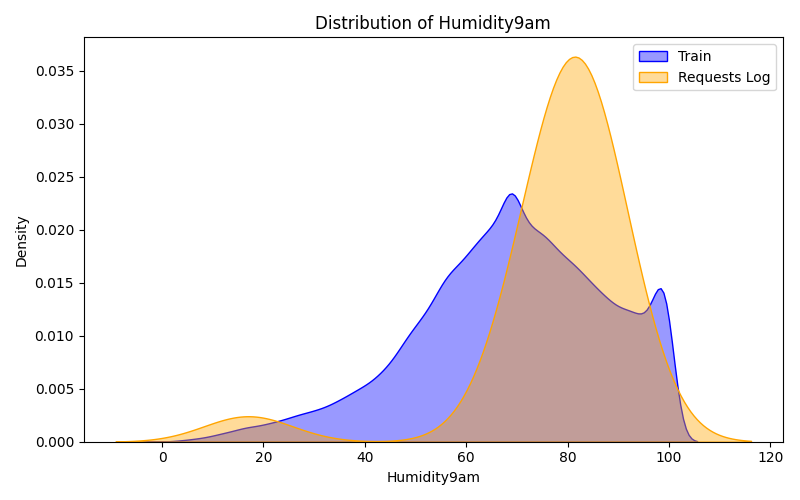 Distribution of Humidity9am
Train
Requests Log
Density
0.035
0.030
0.025
0.020
0.015
0.010
0.005
0.000
0 20 40 60 80 100 120
Humidity9am